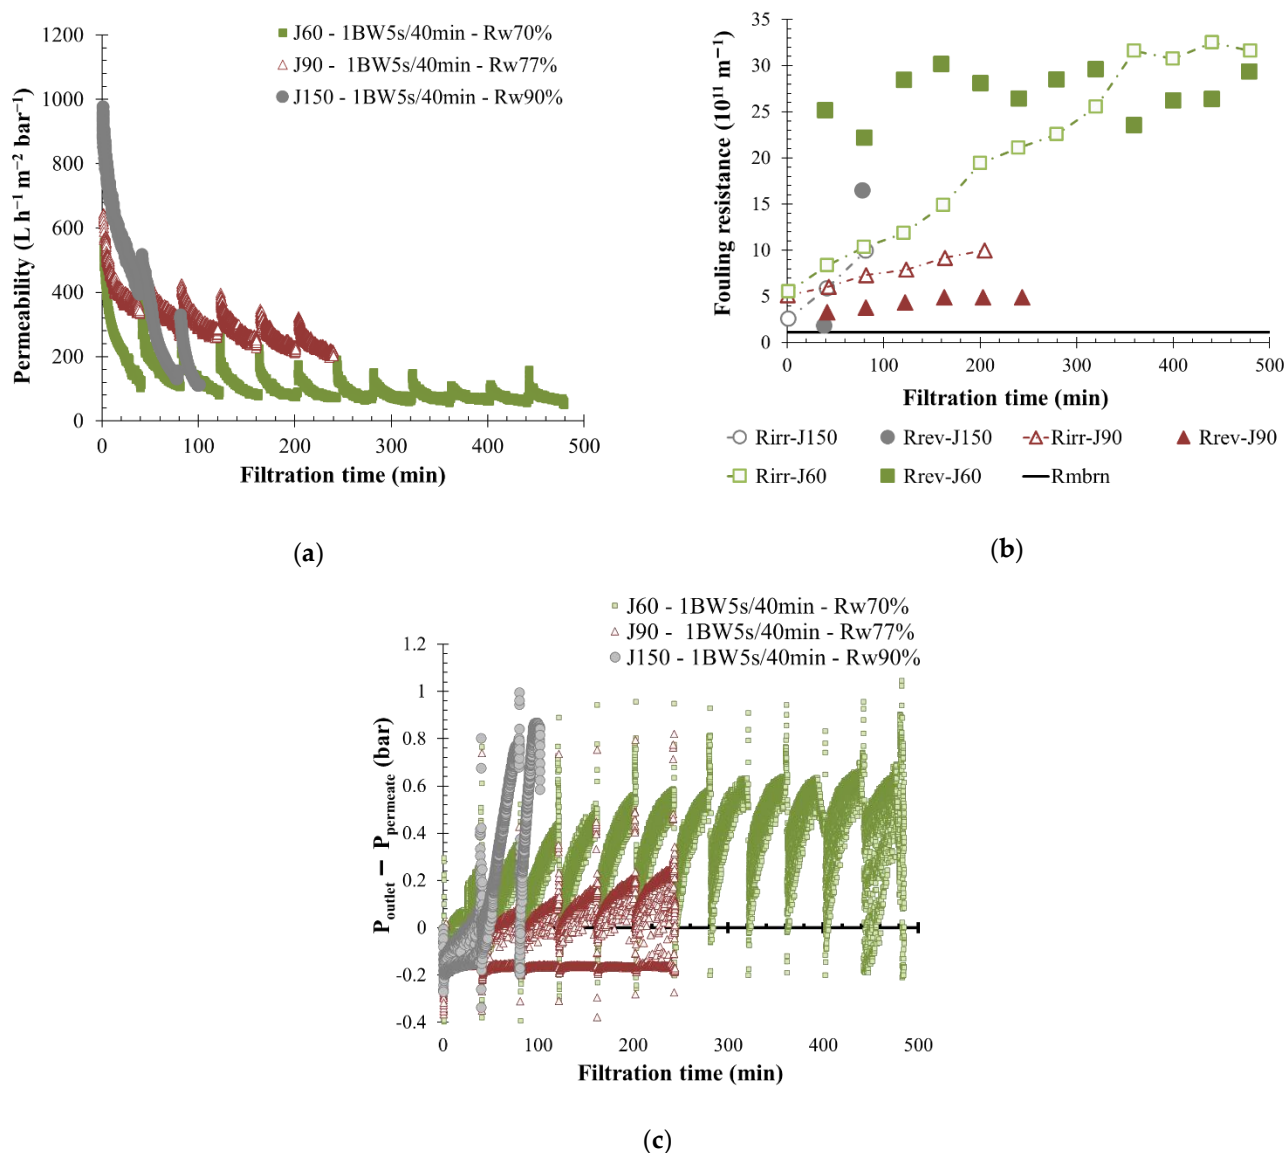 J60 - 1BW5s/40min - Rw70%
J90 -  1BW5s/40min - Rw77%
J150 - 1BW5s/40min - Rw90%
Permeability (L h⁻¹ m⁻² bar⁻¹)
1200
1000
800
600
400
200
0
0 100 200 300 400 500
Filtration time (min)
(a)
Fouling resistance (10¹¹ m⁻¹)
35
30
25
20
15
10
5
0
0 100 200 300 400 500
Filtration time (min)
Rirr-J150 Rrev-J150 Rirr-J90 Rrev-J90
Rirr-J60 Rrev-J60 Rmbrn
(b)
J60 - 1BW5s/40min - Rw70%
J90 -  1BW5s/40min - Rw77%
J150 - 1BW5s/40min - Rw90%
P_outlet − P_permeate (bar)
1.2
1
0.8
0.6
0.4
0.2
0
-0.2
-0.4
0 100 200 300 400 500
Filtration time (min)
(c)